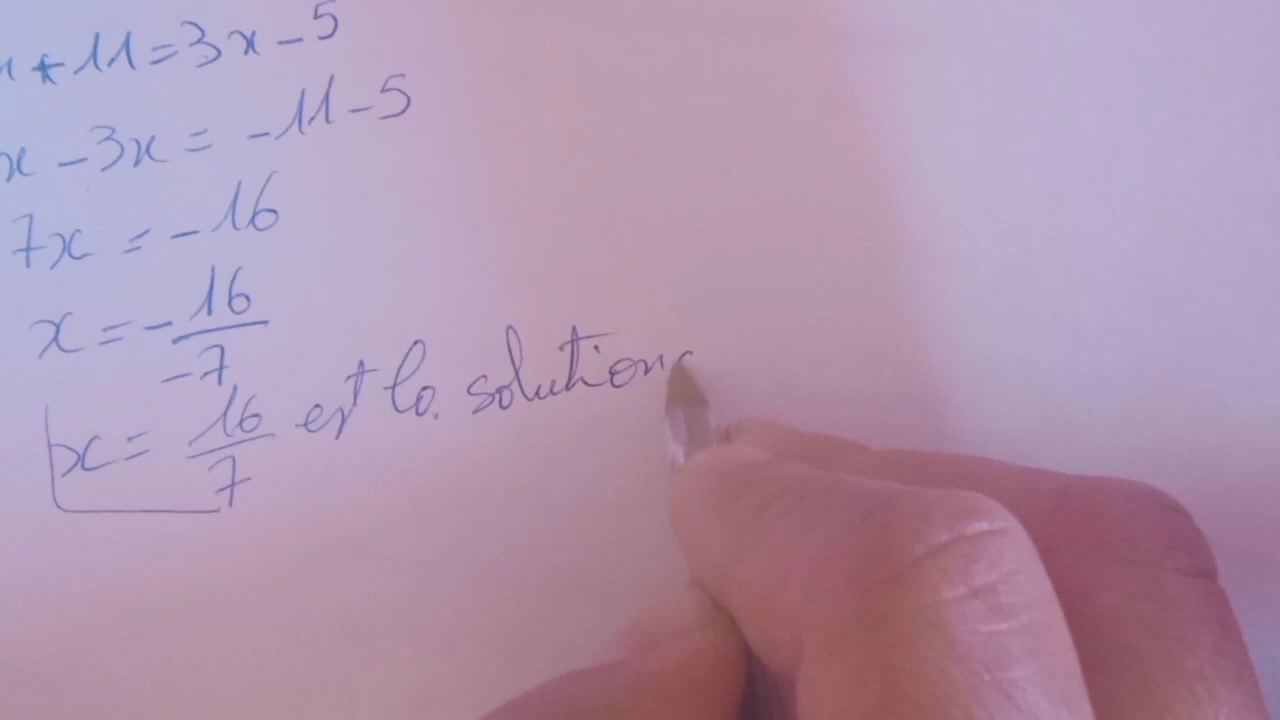 x + 11 = 3x - 5
x - 3x = - 11 - 5
7x = - 16
x = - 16/-7
x = 16/7 est la solution